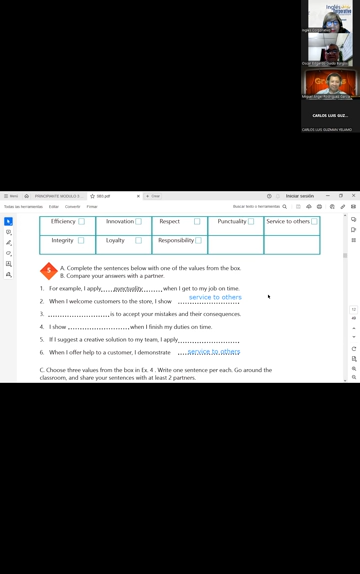 Inglés
CARLOS LUIS GUZ...
CARLOS LUIS GUZMAN
Inicio
PRINCIPIANTE MODULO 3
Crear
Iniciar sesión
Todas las herramientas Editar Compartir Firmar
Buscar texto o herramientas
Efficiency Innovation Respect Punctuality Service to others
Integrity Loyalty Responsibility
5
A. Complete the sentences below with one of the values from the box.
B. Compare your answers with a partner.
1. For example, I apply punctuality when I get to my job on time.
service to others
2. When I welcome customers to the store, I show
3. is to accept your mistakes and their consequences.
4. I show when I finish my duties on time.
5. If I suggest a creative solution to my team, I apply
6. When I offer help to a customer, I demonstrate service to others
C. Choose three values from the box in Ex. 4 . Write one sentence per each. Go around the
classroom, and share your sentences with at least 2 partners.